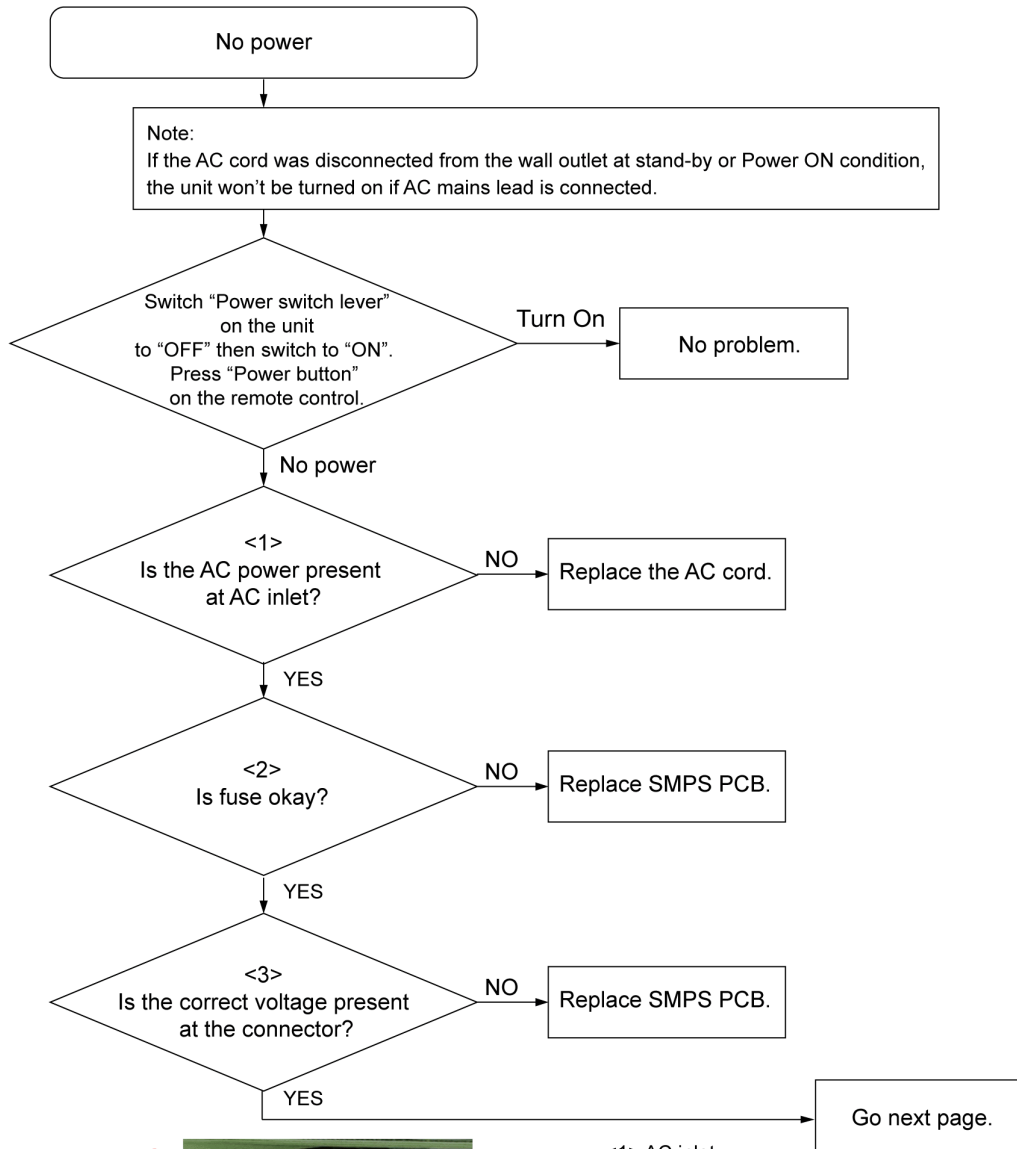 No power
Note:
If the AC cord was disconnected from the wall outlet at stand-by or Power ON condition,
the unit won't be turned on if AC mains lead is connected.
Switch “Power switch lever”
on the unit
to “OFF” then switch to “ON”.
Press “Power button”
on the remote control.
Turn On
No problem.
No power
<1>
Is the AC power present
at AC inlet?
NO
Replace the AC cord.
YES
<2>
Is fuse okay?
NO
Replace SMPS PCB.
YES
<3>
Is the correct voltage present
at the connector?
NO
Replace SMPS PCB.
YES
Go next page.
<1> AC inlet